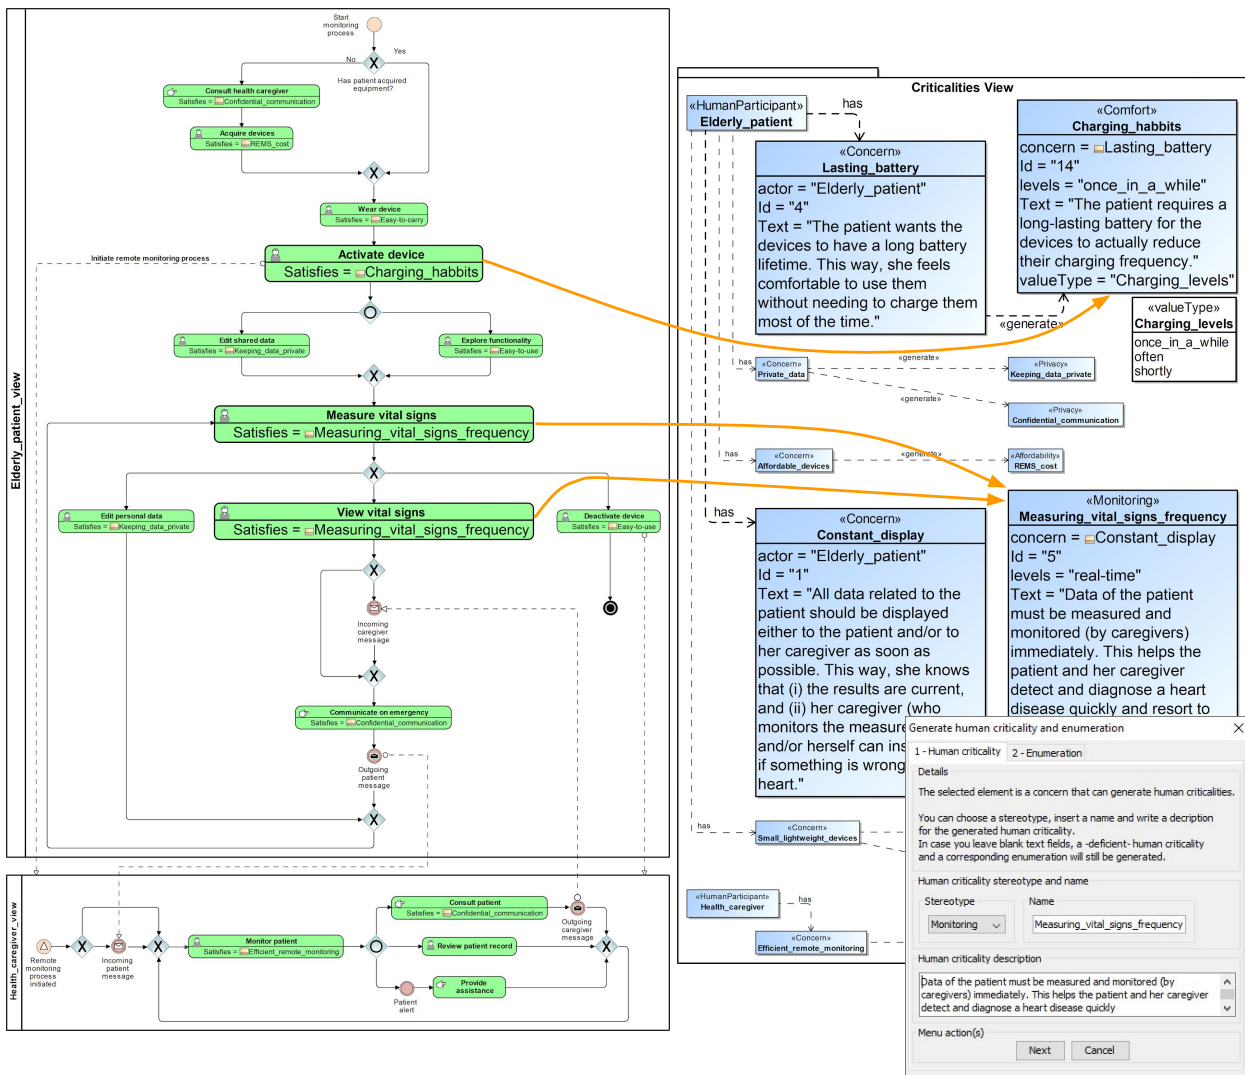 Start
monitoring
process
No
Yes
Has patient acquired
equipment?
Consult health caregiver
Satisfies = Confidential_communication
Acquire devices
Satisfies = REMS_cost
Wear device
Satisfies = Easy-to-carry
Initiate remote monitoring process
Activate device
Satisfies = Charging_habbits
Edit shared data
Satisfies = Keeping_data_private
Explore functionality
Satisfies = Easy-to-use
Elderly_patient_view
Measure vital signs
Satisfies = Measuring_vital_signs_frequency
Edit personal data
Satisfies = Keeping_data_private
View vital signs
Satisfies = Measuring_vital_signs_frequency
Deactivate device
Satisfies = Easy-to-use
Incoming
caregiver
message
Communicate on emergency
Satisfies = Confidential_communication
Outgoing
patient
message
Health_caregiver_view
Remote
monitoring
process
initiated
Incoming
patient
message
Monitor patient
Satisfies = Efficient_remote_monitoring
Consult patient
Satisfies = Confidential_communication
Outgoing
caregiver
message
Review patient record
Patient
alert
Provide
assistance
Criticalities View
«HumanParticipant»
Elderly_patient
has
«Concern»
Lasting_battery
actor = "Elderly_patient"
Id = "4"
Text = "The patient wants the
devices to have a long battery
lifetime. This way, she feels
comfortable to use them
without needing to charge them
most of the time."
«generate»
«Comfort»
Charging_habbits
concern = Lasting_battery
Id = "14"
levels = "once_in_a_while"
Text = "The patient requires a
long-lasting battery for the
devices to actually reduce
their charging frequency."
valueType = "Charging_levels"
«valueType»
Charging_levels
once_in_a_while
often
shortly
has
«Concern»
Private_data
«generate»
«Privacy»
Keeping_data_private
«generate»
«Privacy»
Confidential_communication
has
«Concern»
Affordable_devices
«generate»
«Affordability»
REMS_cost
has
«Concern»
Constant_display
actor = "Elderly_patient"
Id = "1"
Text = "All data related to the
patient should be displayed
either to the patient and/or to
her caregiver as soon as
possible. This way, she knows
that (i) the results are current,
and (ii) her caregiver (who
monitors the measure
and/or herself can ins
if something is wrong
heart."
«Monitoring»
Measuring_vital_signs_frequency
concern = Constant_display
Id = "5"
levels = "real-time"
Text = "Data of the patient
must be measured and
monitored (by caregivers)
immediately. This helps the
patient and her caregiver
detect and diagnose a heart
disease quickly and resort to
has
«Concern»
Small_lightweight_devices
«HumanParticipant»
Health_caregiver
has
«Concern»
Efficient_remote_monitoring
Generate human criticality and enumeration
1 - Human criticality
2 - Enumeration
Details
The selected element is a concern that can generate human criticalities.
You can choose a stereotype, insert a name and write a decription
for the generated human criticality.
In case you leave blank text fields, a -deficient- human criticality
and a corresponding enumeration will still be generated.
Human criticality stereotype and name
Stereotype
Name
Monitoring
Measuring_vital_signs_frequency
Human criticality description
Data of the patient must be measured and monitored (by
caregivers) immediately. This helps the patient and her caregiver
detect and diagnose a heart disease quickly
Menu action(s)
Next
Cancel